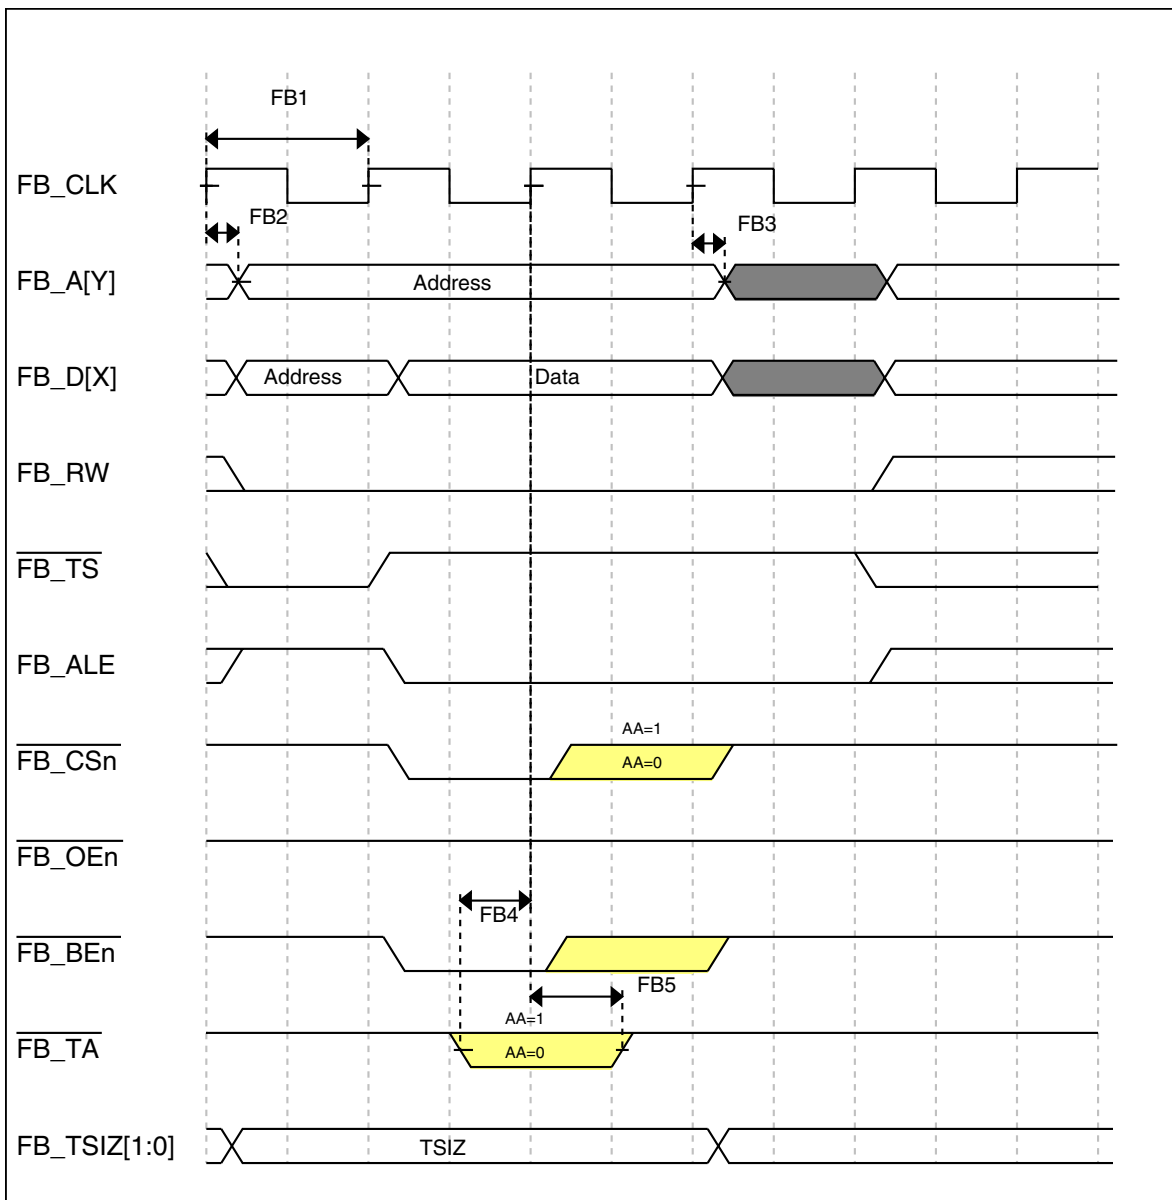 FB1
FB_CLK
FB2
FB3
FB_A[Y]
Address
FB_D[X]
Address
Data
FB_RW
FB_TS
FB_ALE
AA=1
FB_CSn
AA=0
FB_OEn
FB4
FB_BEn
FB5
AA=1
FB_TA
AA=0
FB_TSIZ[1:0]
TSIZ